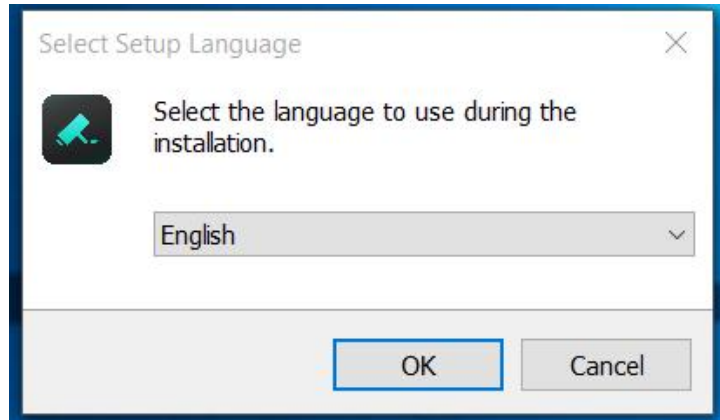 Select Setup Language
Select the language to use during the
installation.
English
OK
Cancel